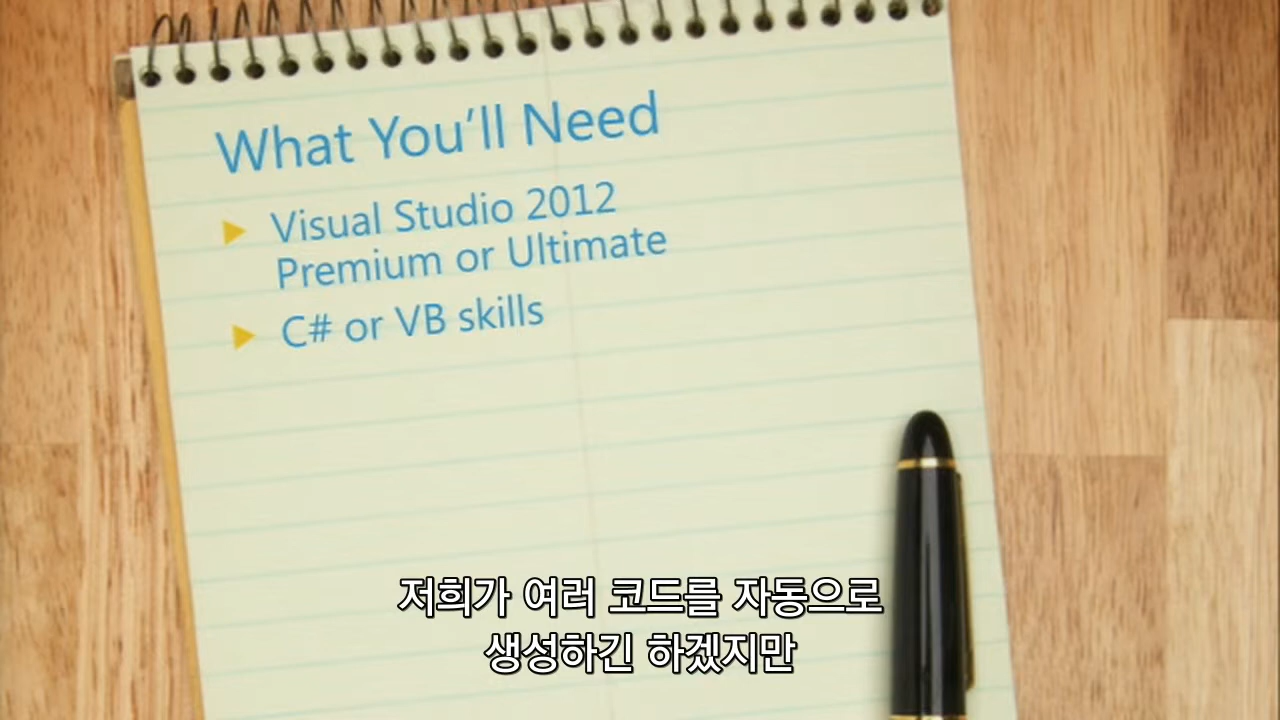 What You'll Need
Visual Studio 2012
Premium or Ultimate
C# or VB skills
저희가 여러 코드를 자동으로
생성하긴 하겠지만